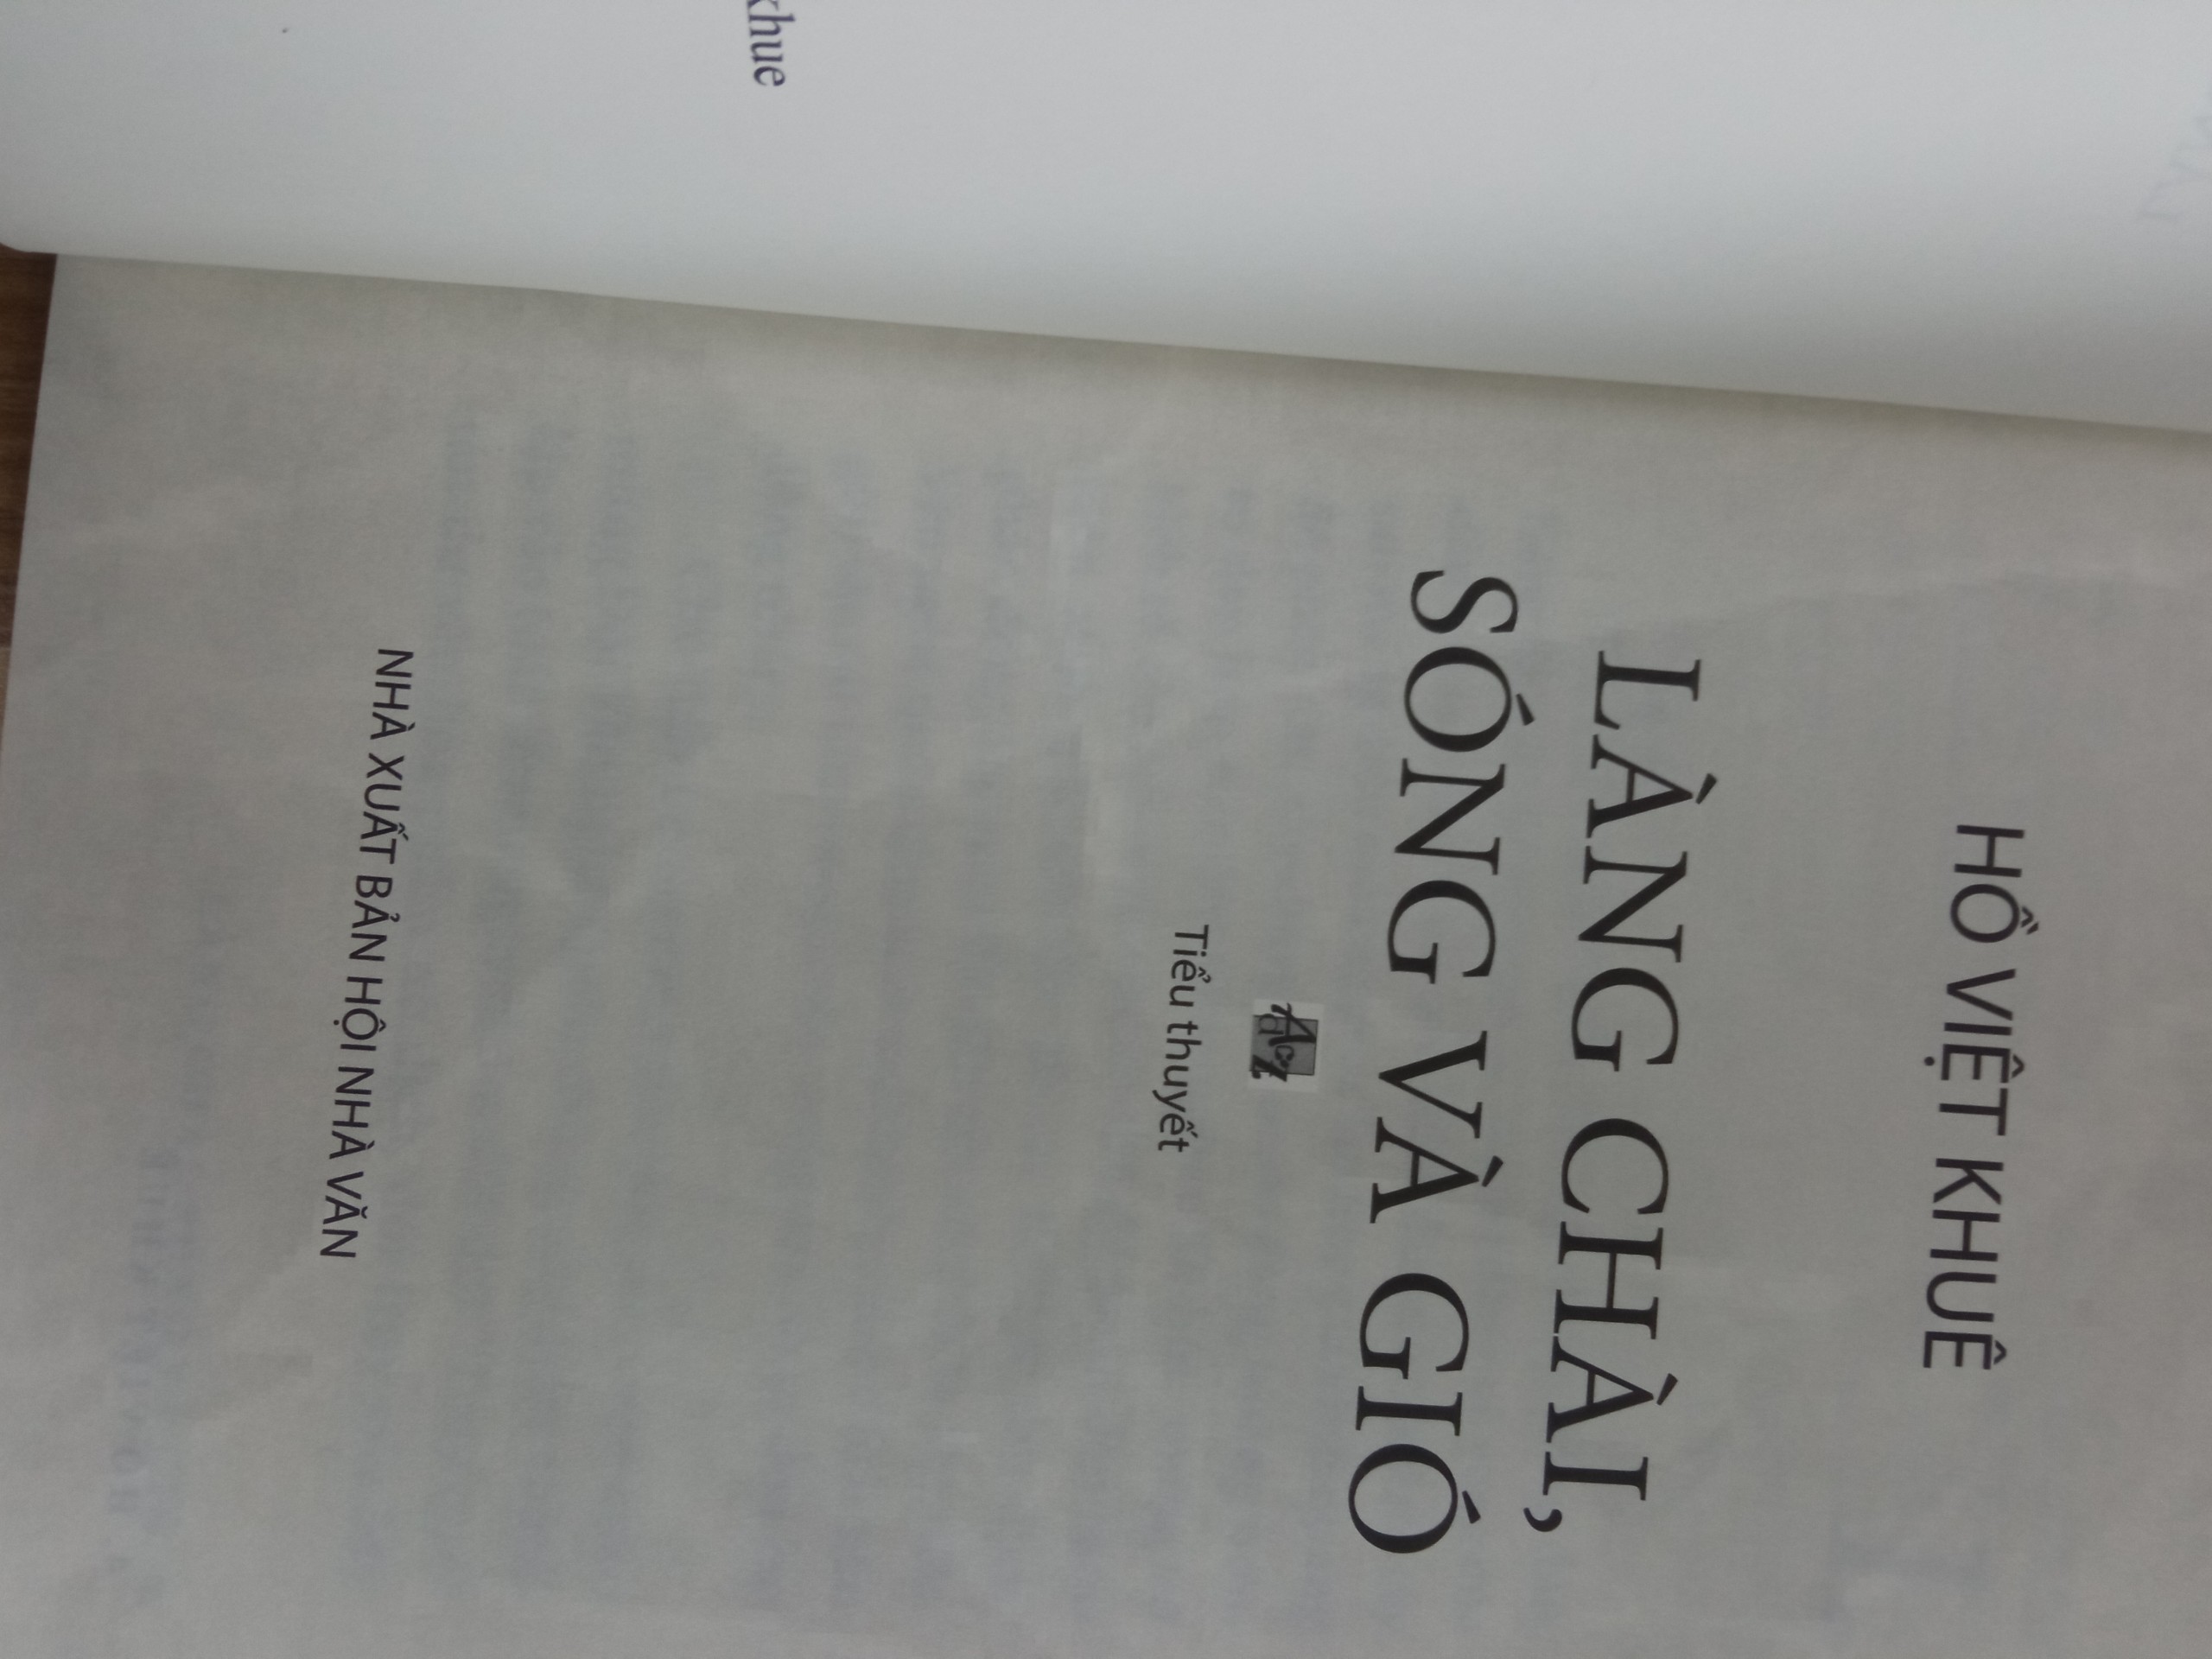 khue
HỒ VIỆT KHUÊ
LÀNG CHÀI,
SÓNG VÀ GIÓ
Tiểu thuyết
NHÀ XUẤT BẢN HỘI NHÀ VĂN